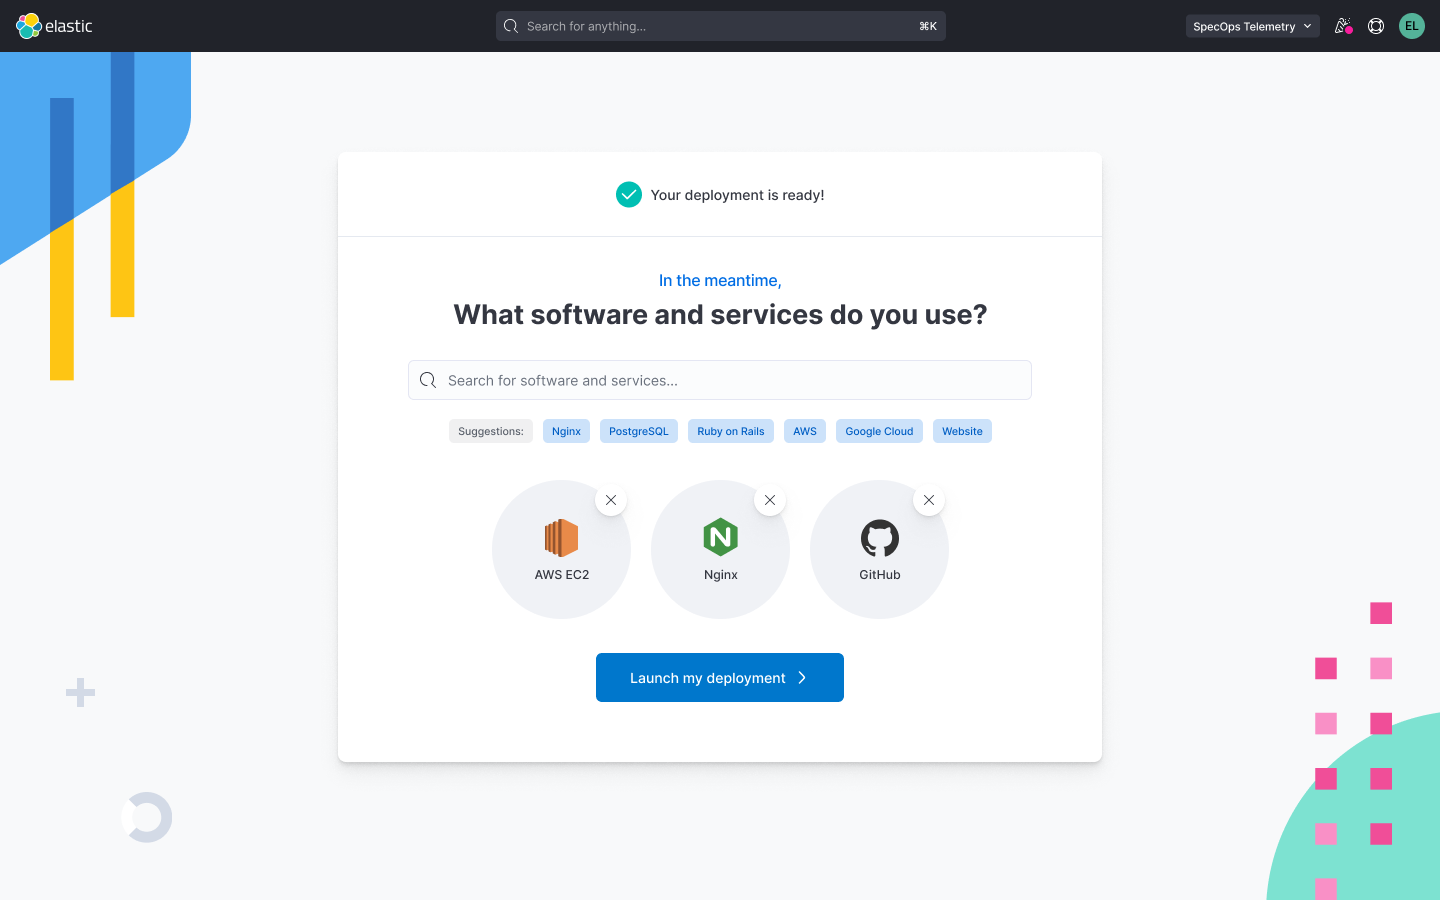 elastic
Search for anything...
⌘K
SpecOps Telemetry
EL
Your deployment is ready!
In the meantime,
What software and services do you use?
Search for software and services...
Suggestions: Nginx PostgreSQL Ruby on Rails AWS Google Cloud Website
AWS EC2 Nginx GitHub
Launch my deployment